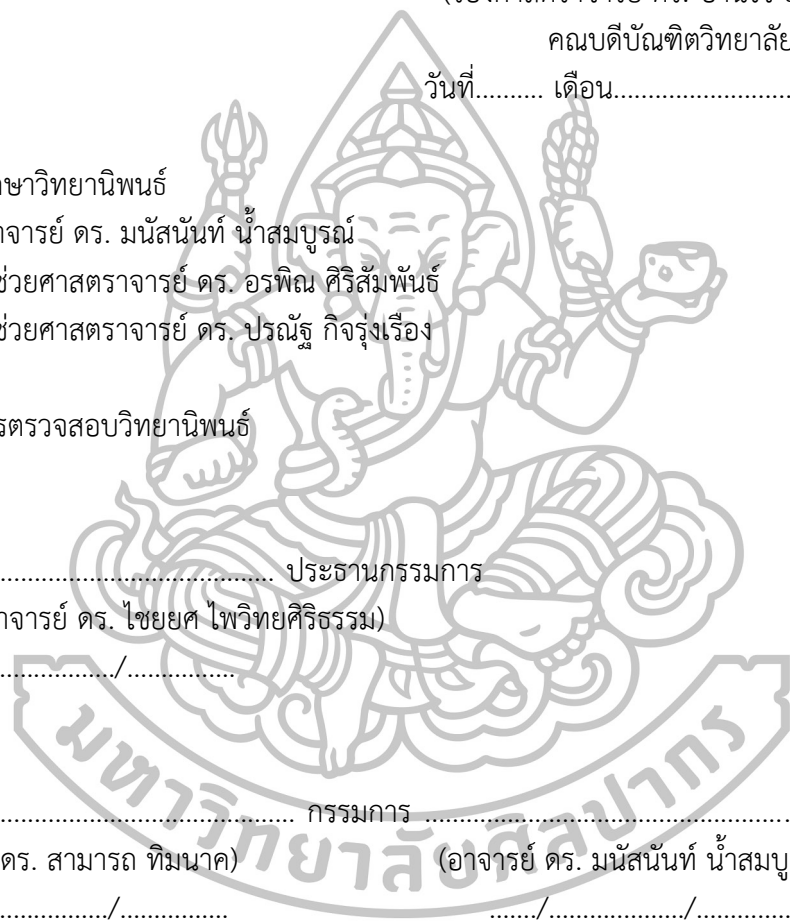 คณบดีบัณฑิตวิทยาลัย
วันที่.......... เดือน..........................
วิทยานิพนธ์
ดร. มนัสนันท์ น้ำสมบูรณ์
ช่วยศาสตราจารย์ ดร. อรพิณ ศิริสัมพันธ์
ช่วยศาสตราจารย์ ดร. ปรณัฐ กิจรุ่งเรือง
ตรวจสอบวิทยานิพนธ์
........................................ ประธานกรรมการ
ดร. ไชยยศ ไพวิทยศิริธรรม)
................/...............
........................................ กรรมการ ..................................................
ดร. สามารถ ทิมนาค) (อาจารย์ ดร. มนัสนันท์ น้ำสมบู
................/............... ......./..................../..............
มหาวิทยาลัยศิลปากร